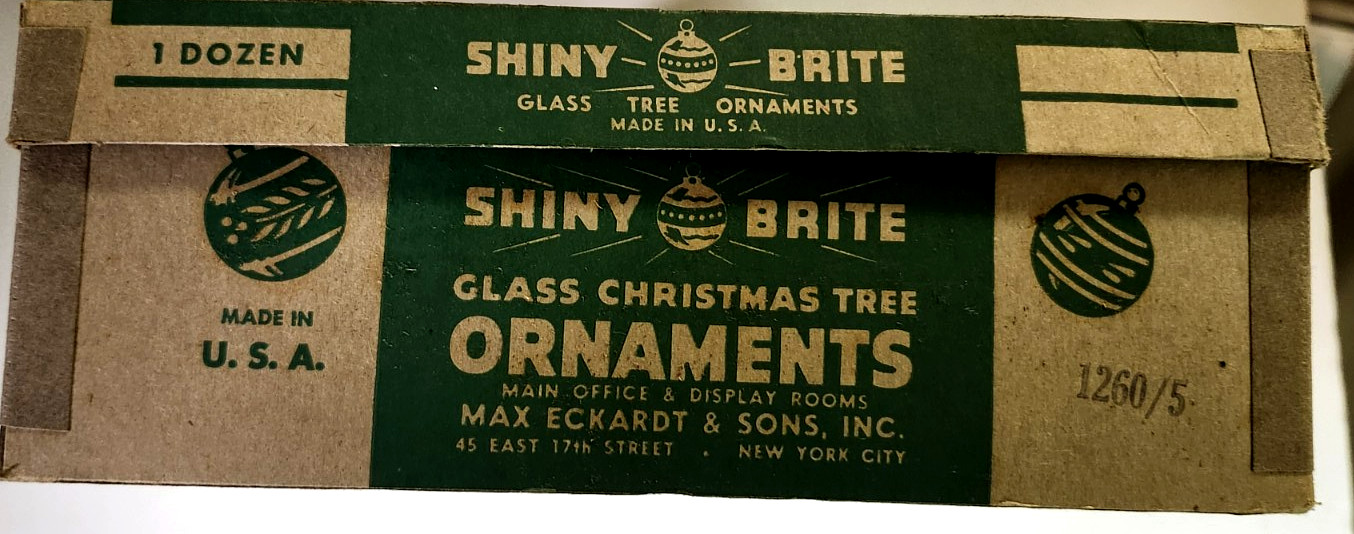 1 DOZEN
SHINY BRITE
GLASS TREE ORNAMENTS
MADE IN U.S.A.
SHINY BRITE
GLASS CHRISTMAS TREE
ORNAMENTS
MAIN OFFICE & DISPLAY ROOMS
MAX ECKARDT & SONS, INC.
45 EAST 17th STREET . NEW YORK CITY
MADE IN
U. S. A.
1260/5